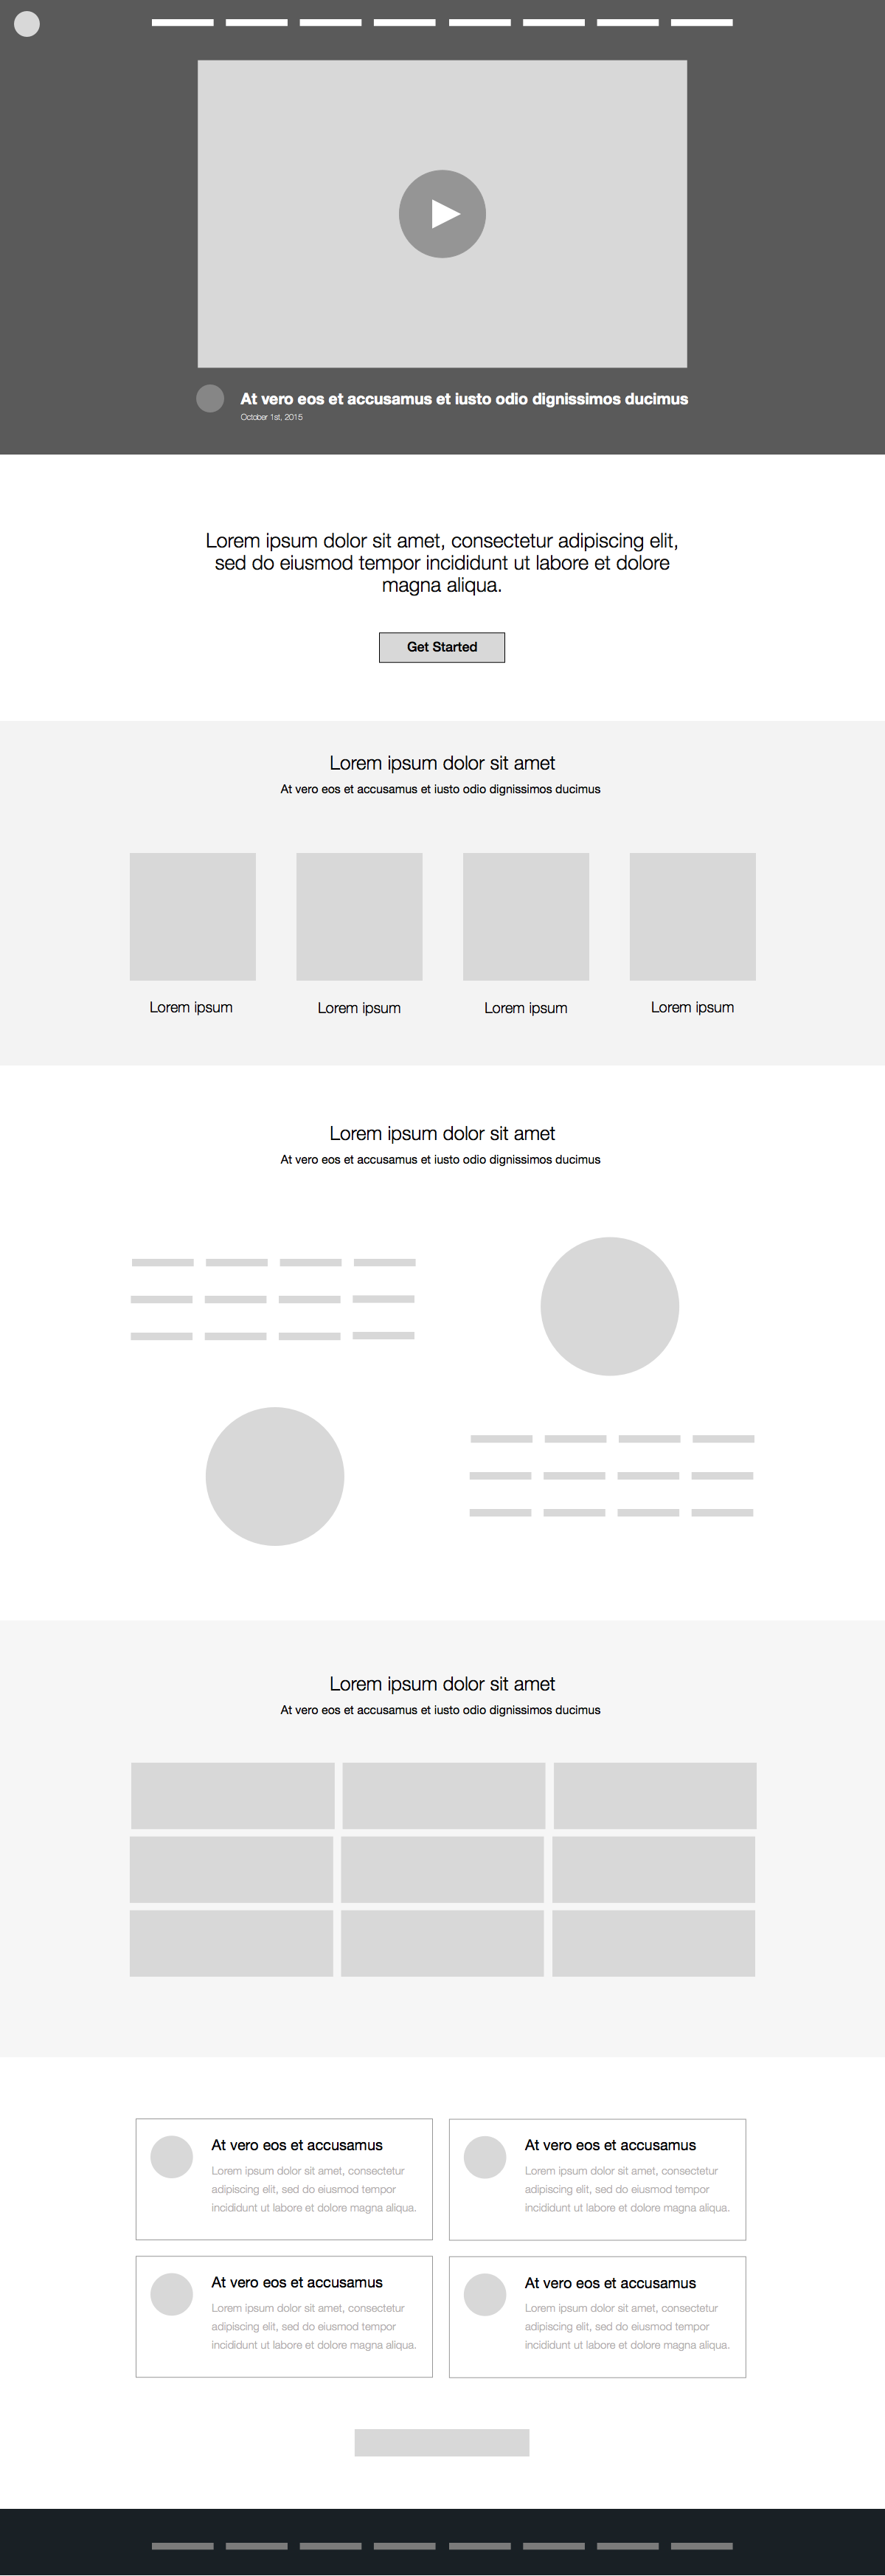 At vero eos et accusamus et iusto odio dignissimos ducimus
October 1st, 2015
Lorem ipsum dolor sit amet, consectetur adipiscing elit,
sed do eiusmod tempor incididunt ut labore et dolore
magna aliqua.
Get Started
Lorem ipsum dolor sit amet
At vero eos et accusamus et iusto odio dignissimos ducimus
Lorem ipsum
Lorem ipsum
Lorem ipsum
Lorem ipsum
Lorem ipsum dolor sit amet
At vero eos et accusamus et iusto odio dignissimos ducimus
Lorem ipsum dolor sit amet
At vero eos et accusamus et iusto odio dignissimos ducimus
At vero eos et accusamus
Lorem ipsum dolor sit amet, consectetur
adipiscing elit, sed do eiusmod tempor
incididunt ut labore et dolore magna aliqua.
At vero eos et accusamus
Lorem ipsum dolor sit amet, consectetur
adipiscing elit, sed do eiusmod tempor
incididunt ut labore et dolore magna aliqua.
At vero eos et accusamus
Lorem ipsum dolor sit amet, consectetur
adipiscing elit, sed do eiusmod tempor
incididunt ut labore et dolore magna aliqua.
At vero eos et accusamus
Lorem ipsum dolor sit amet, consectetur
adipiscing elit, sed do eiusmod tempor
incididunt ut labore et dolore magna aliqua.